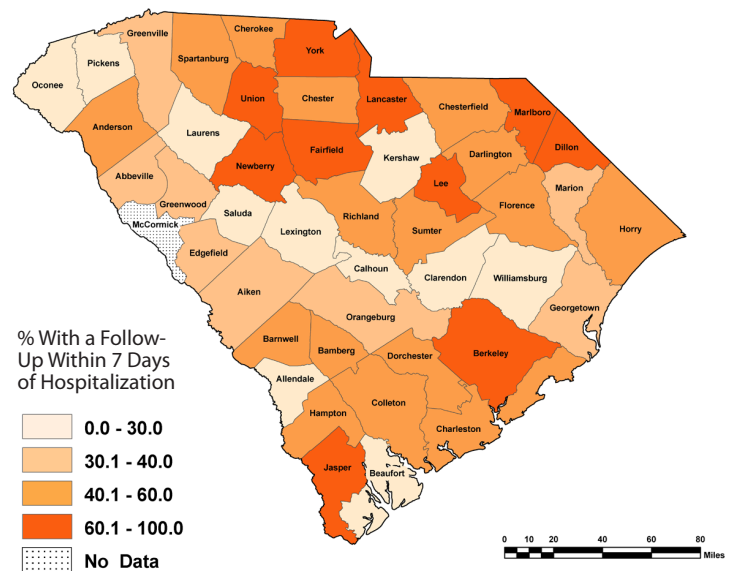 Cherokee
Greenville
York
Spartanburg
Pickens
Oconee
Union
Chester
Lancaster
Chesterfield
Marlboro
Anderson
Laurens
Dillon
Fairfield
Kershaw
Darlington
Newberry
Abbeville
Lee
Marion
Greenwood
Saluda
Richland
Florence
McCormick
Lexington
Sumter
Horry
Edgefield
Calhoun
Clarendon
Williamsburg
Aiken
Georgetown
Orangeburg
Barnwell
Bamberg
Dorchester
Berkeley
Allendale
Colleton
Hampton
Charleston
Jasper
Beaufort
% With a Follow-
Up Within 7 Days
of Hospitalization
0.0 - 30.0
30.1 - 40.0
40.1 - 60.0
60.1 - 100.0
No Data
0 10 20 40 60 80
Miles